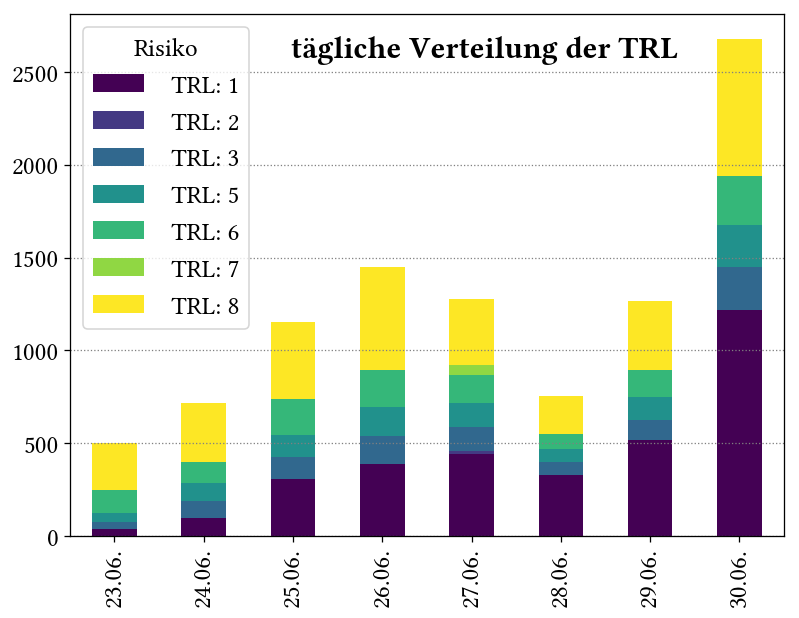 tägliche Verteilung der TRL
Risiko
TRL: 1
TRL: 2
TRL: 3
TRL: 5
TRL: 6
TRL: 7
TRL: 8
2500
2000
1500
1000
500
0
23.06.
24.06.
25.06.
26.06.
27.06.
28.06.
29.06.
30.06.